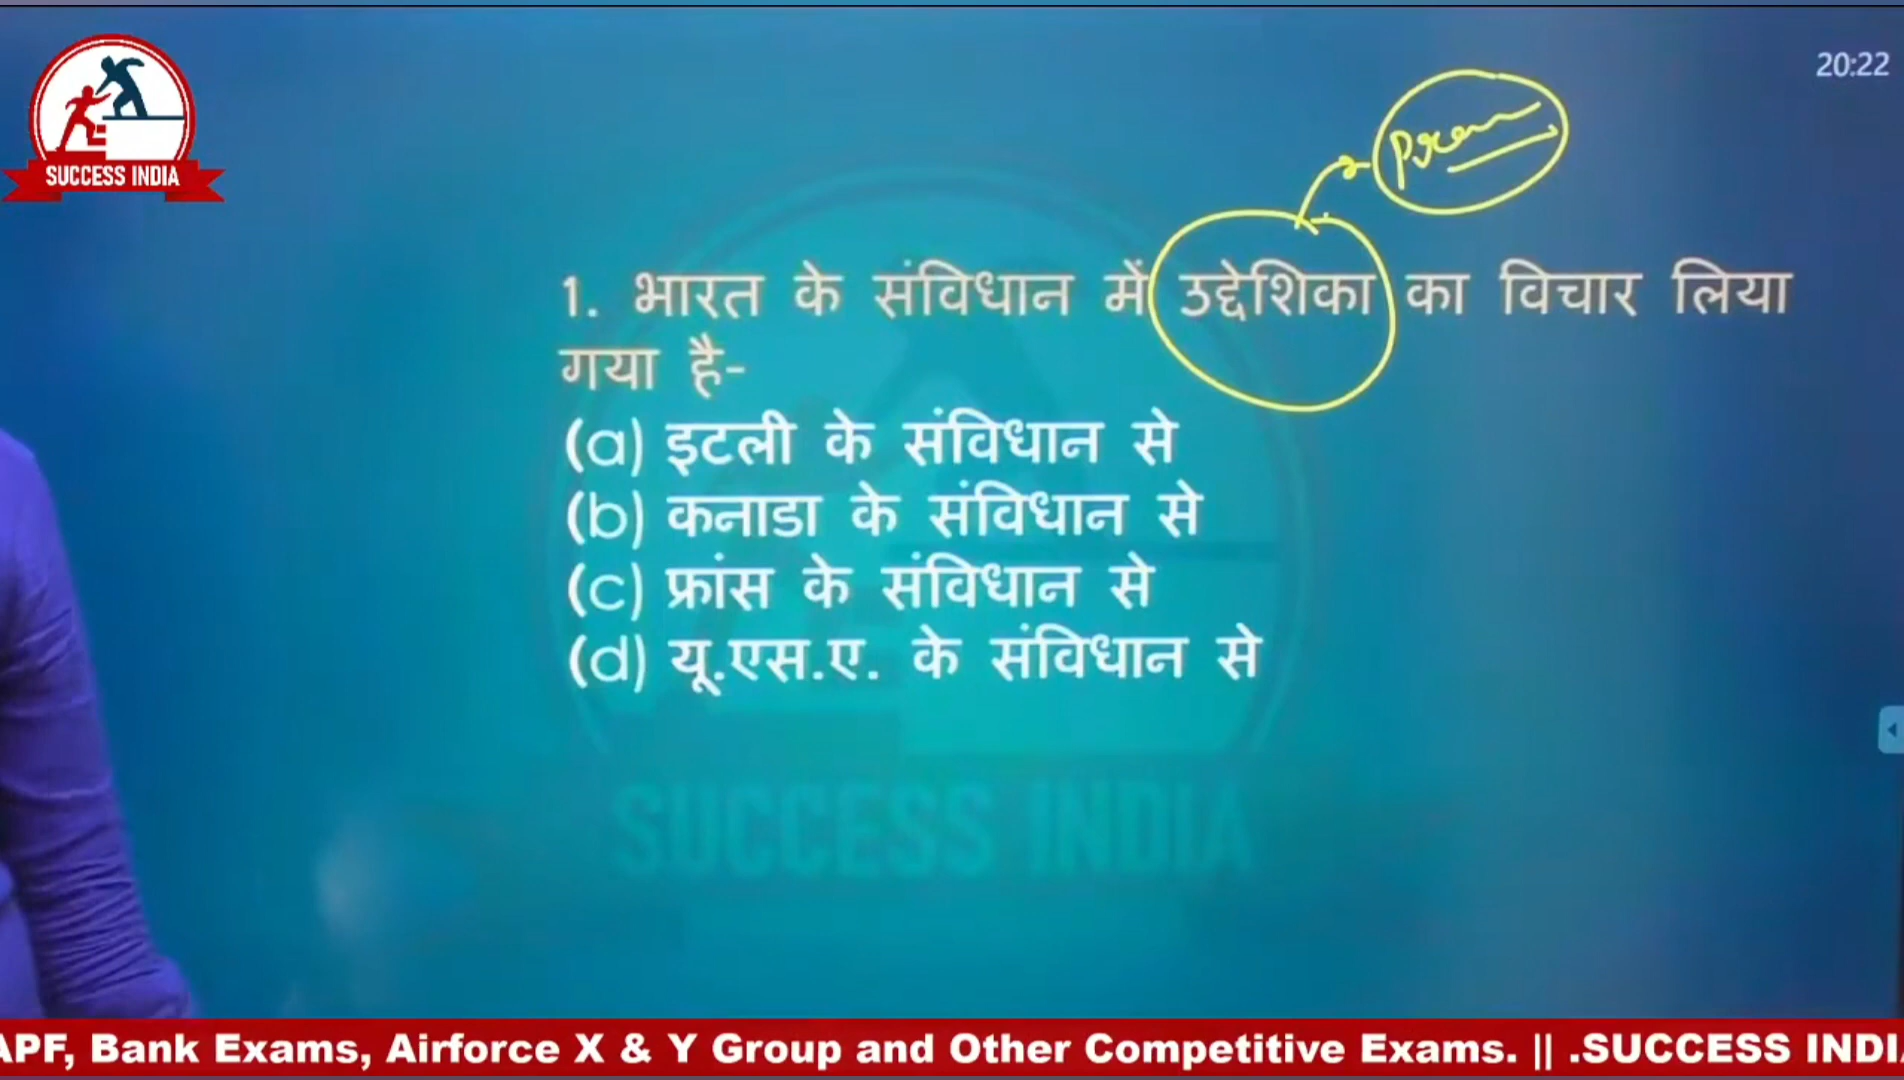 20:22
SUCCESS INDIA
1. भारत के संविधान में उद्देशिका का विचार लिया
गया है-
(a) इटली के संविधान से
(b) कनाडा के संविधान से
(c) फ्रांस के संविधान से
(d) यू.एस.ए. के संविधान से
SUCCESS INDIA
APF, Bank Exams, Airforce X & Y Group and Other Competitive Exams. || .SUCCESS INDIA